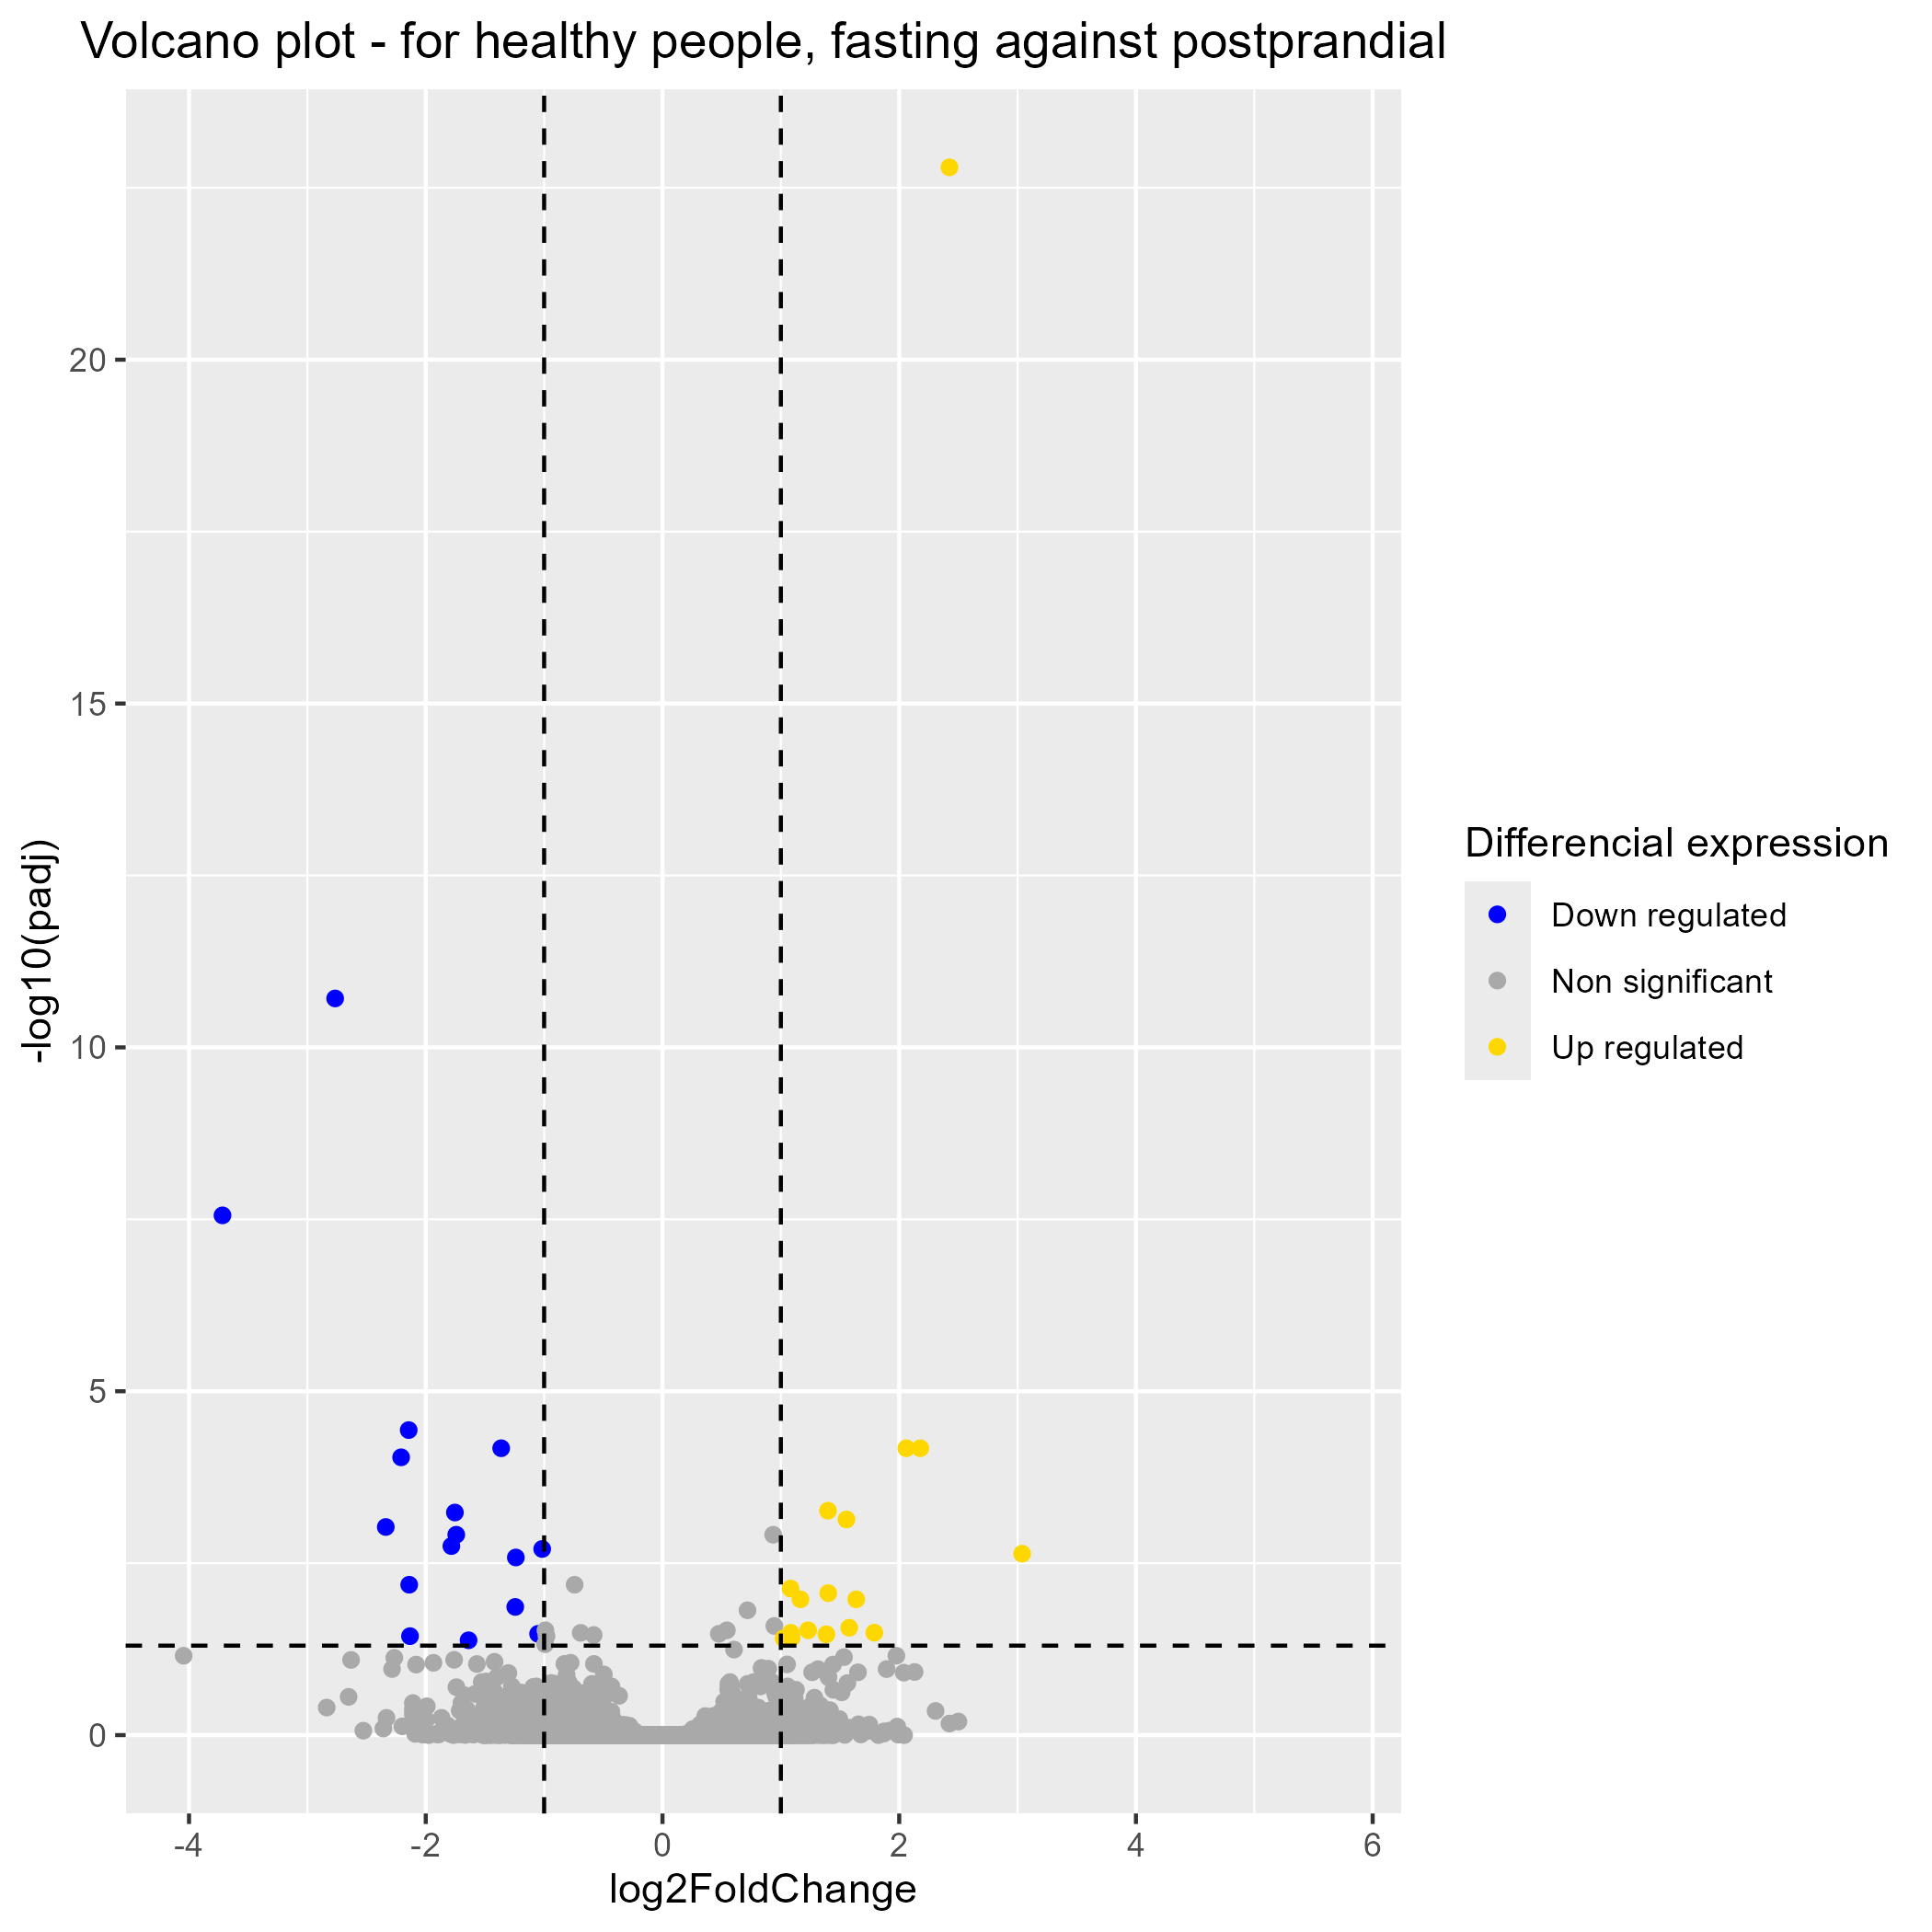 Volcano plot - for healthy people, fasting against postprandial
-log10(padj)
20
15
10
5
0
-4
-2
0
2
4
6
log2FoldChange
Differencial expression
Down regulated
Non significant
Up regulated